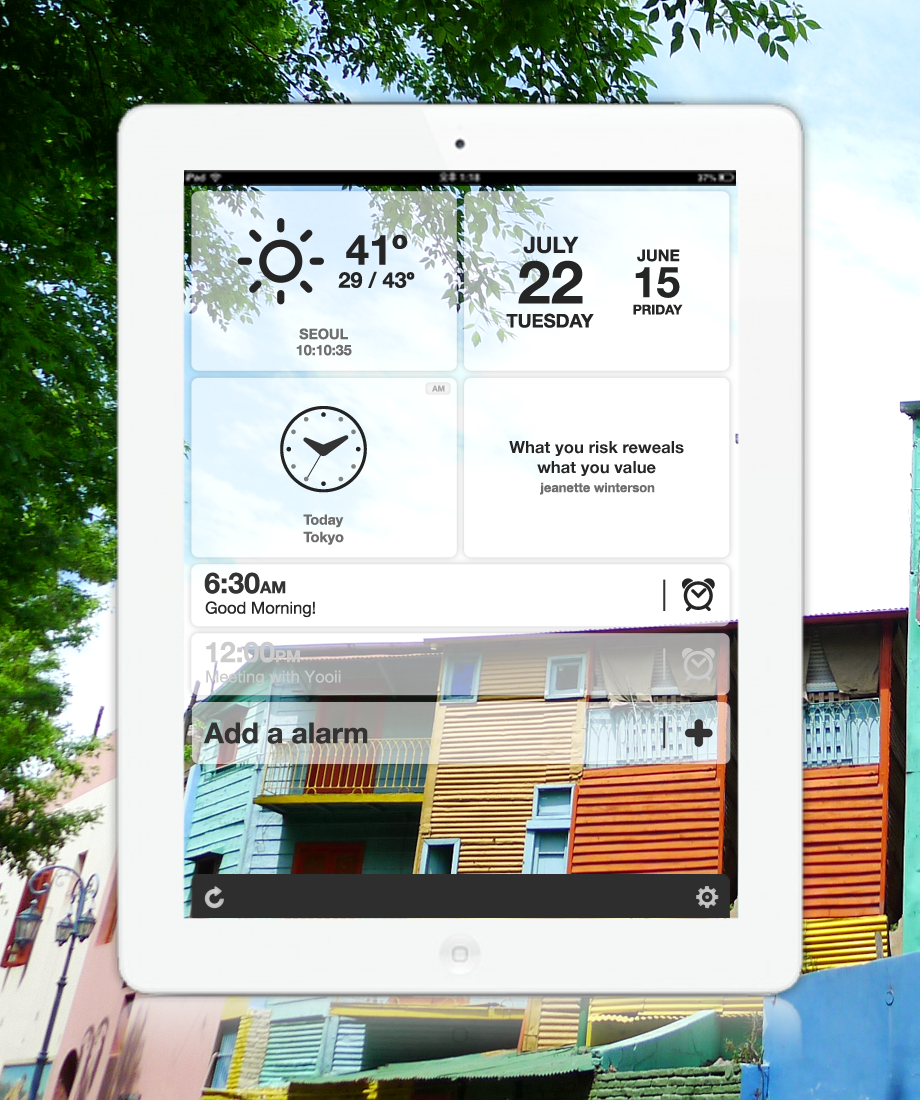 iPad
오후 1:18
37%
41º
29 / 43º
SEOUL
10:10:35
JULY
22
TUESDAY
JUNE
15
PRIDAY
AM
Today
Tokyo
What you risk reweals
what you value
jeanette winterson
6:30AM
Good Morning!
12:00PM
Meeting with Yooii
Add a alarm